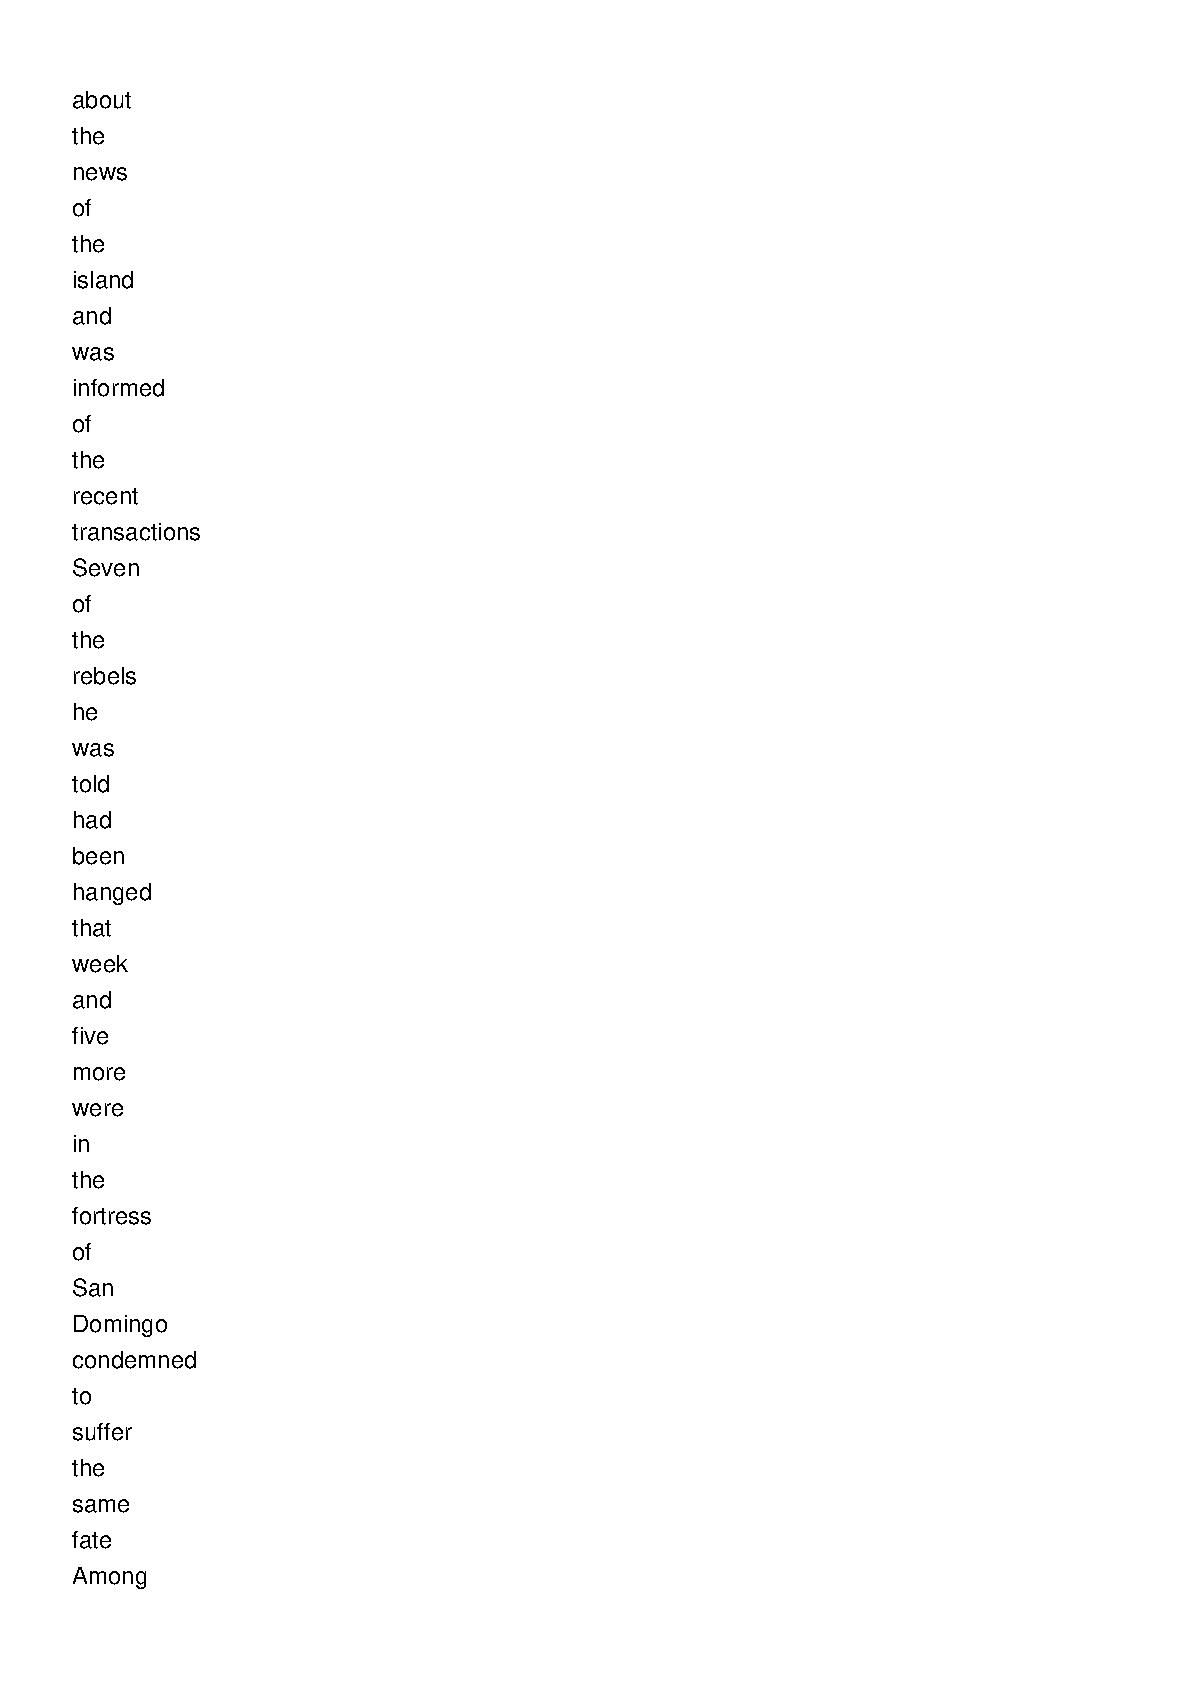 about
the
news
of
the
island
and
was
informed
of
the
recent
transactions
Seven
of
the
rebels
he
was
told
had
been
hanged
that
week
and
five
more
were
in
the
fortress
of
San
Domingo
condemned
to
suffer
the
same
fate
Among